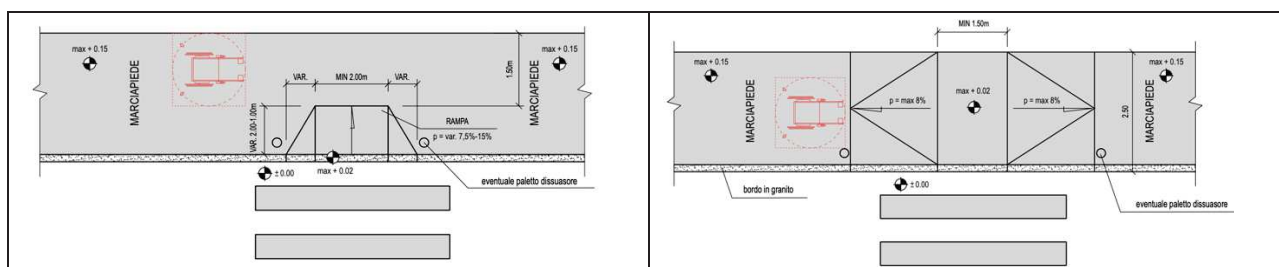 max + 0.15
MARCIAPIEDE
VAR.
MIN 2.00m
VAR.
1.50m
max + 0.15
MARCIAPIEDE
VAR. 2.00-1.00m
RAMPA
p = var. 7,5%-15%
± 0.00
max + 0.02
eventuale paletto dissuasore
MIN 1.50m
max + 0.15
MARCIAPIEDE
p = max 8%
max + 0.02
p = max 8%
2.50
MARCIAPIEDE
max + 0.15
bordo in granito
± 0.00
eventuale paletto dissuasore